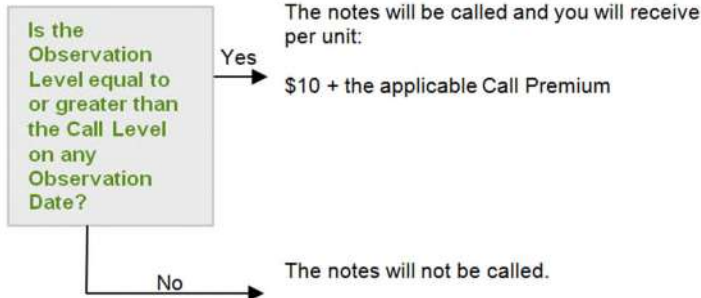 Is the
Observation
Level equal to
or greater than
the Call Level
on any
Observation
Date?
Yes
The notes will be called and you will receive
per unit:
$10 + the applicable Call Premium
No
The notes will not be called.